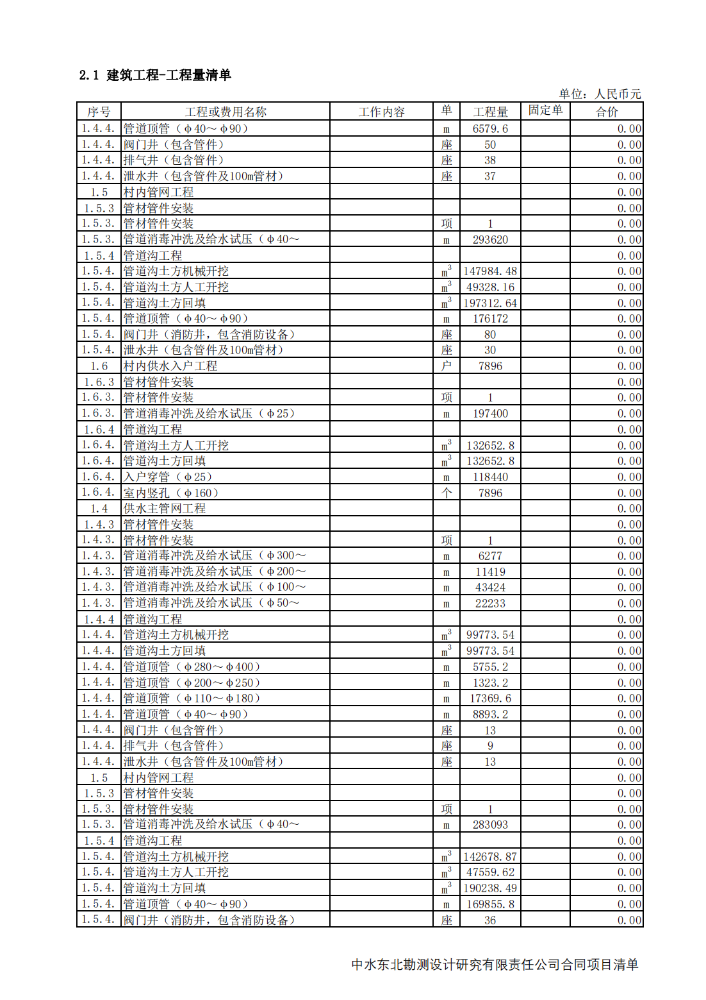 2.1 建筑工程-工程量清单
单位：人民币元
序号 工程或费用名称 工作内容 单 工程量 固定单 合价
1.4.4. 管道顶管（φ40～φ90） m 6579.6 0.00
1.4.4. 阀门井（包含管件） 座 50 0.00
1.4.4. 排气井（包含管件） 座 38 0.00
1.4.4. 泄水井（包含管件及100m管材） 座 37 0.00
1.5 村内管网工程 0.00
1.5.3 管材管件安装 0.00
1.5.3. 管材管件安装 项 1 0.00
1.5.3. 管道消毒冲洗及给水试压（φ40～ m 293620 0.00
1.5.4 管道沟工程 0.00
1.5.4. 管道沟土方机械开挖 m³ 147984.48 0.00
1.5.4. 管道沟土方人工开挖 m³ 49328.16 0.00
1.5.4. 管道沟土方回填 m³ 197312.64 0.00
1.5.4. 管道顶管（φ40～φ90） m 176172 0.00
1.5.4. 阀门井（消防井，包含消防设备） 座 80 0.00
1.5.4. 泄水井（包含管件及100m管材） 座 30 0.00
1.6 村内供水入户工程 户 7896 0.00
1.6.3 管材管件安装 0.00
1.6.3. 管材管件安装 项 1 0.00
1.6.3. 管道消毒冲洗及给水试压（φ25） m 197400 0.00
1.6.4 管道沟工程 0.00
1.6.4. 管道沟土方人工开挖 m³ 132652.8 0.00
1.6.4. 管道沟土方回填 m³ 132652.8 0.00
1.6.4. 入户穿管（φ25） m 118440 0.00
1.6.4. 室内竖孔（φ160） 个 7896 0.00
1.4 供水主管网工程 0.00
1.4.3 管材管件安装 0.00
1.4.3. 管材管件安装 项 1 0.00
1.4.3. 管道消毒冲洗及给水试压（φ300～ m 6277 0.00
1.4.3. 管道消毒冲洗及给水试压（φ200～ m 11419 0.00
1.4.3. 管道消毒冲洗及给水试压（φ100～ m 43424 0.00
1.4.3. 管道消毒冲洗及给水试压（φ50～ m 22233 0.00
1.4.4 管道沟工程 0.00
1.4.4. 管道沟土方机械开挖 m³ 99773.54 0.00
1.4.4. 管道沟土方回填 m³ 99773.54 0.00
1.4.4. 管道顶管（φ280～φ400） m 5755.2 0.00
1.4.4. 管道顶管（φ200～φ250） m 1323.2 0.00
1.4.4. 管道顶管（φ110～φ180） m 17369.6 0.00
1.4.4. 管道顶管（φ40～φ90） m 8893.2 0.00
1.4.4. 阀门井（包含管件） 座 13 0.00
1.4.4. 排气井（包含管件） 座 9 0.00
1.4.4. 泄水井（包含管件及100m管材） 座 13 0.00
1.5 村内管网工程 0.00
1.5.3 管材管件安装 0.00
1.5.3. 管材管件安装 项 1 0.00
1.5.3. 管道消毒冲洗及给水试压（φ40～ m 283093 0.00
1.5.4 管道沟工程 0.00
1.5.4. 管道沟土方机械开挖 m³ 142678.87 0.00
1.5.4. 管道沟土方人工开挖 m³ 47559.62 0.00
1.5.4. 管道沟土方回填 m³ 190238.49 0.00
1.5.4. 管道顶管（φ40～φ90） m 169855.8 0.00
1.5.4. 阀门井（消防井，包含消防设备） 座 36 0.00
中水东北勘测设计研究有限责任公司合同项目清单